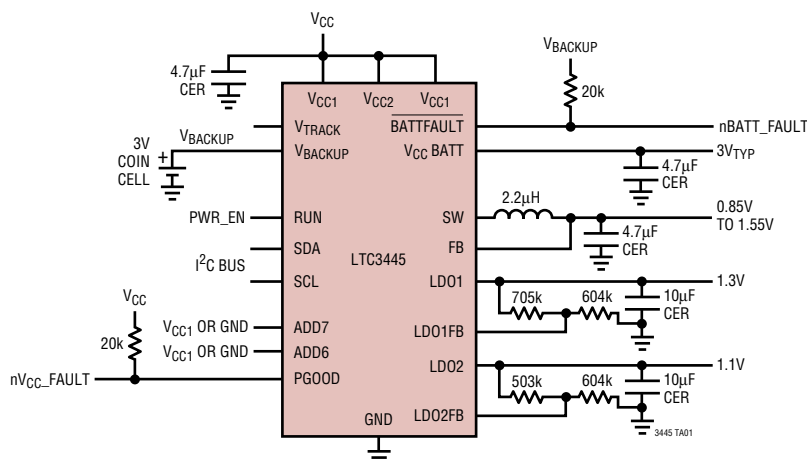 VCC
4.7µF
CER
VCC1
VCC2
VCC1
VBACKUP
20k
VTRACK
BATTFAULT
nBATT_FAULT
3V
COIN
CELL
+
VBACKUP
VBACKUP
VCC BATT
3VTYP
4.7µF
CER
2.2µH
PWR_EN
RUN
SW
0.85V
TO 1.55V
4.7µF
CER
SDA
FB
I2C BUS
LTC3445
SCL
LDO1
1.3V
705k
604k
10µF
CER
VCC
20k
VCC1 OR GND
ADD7
LDO1FB
VCC1 OR GND
ADD6
LDO2
1.1V
nVCC_FAULT
PGOOD
503k
604k
10µF
CER
GND
LDO2FB
3445 TA01